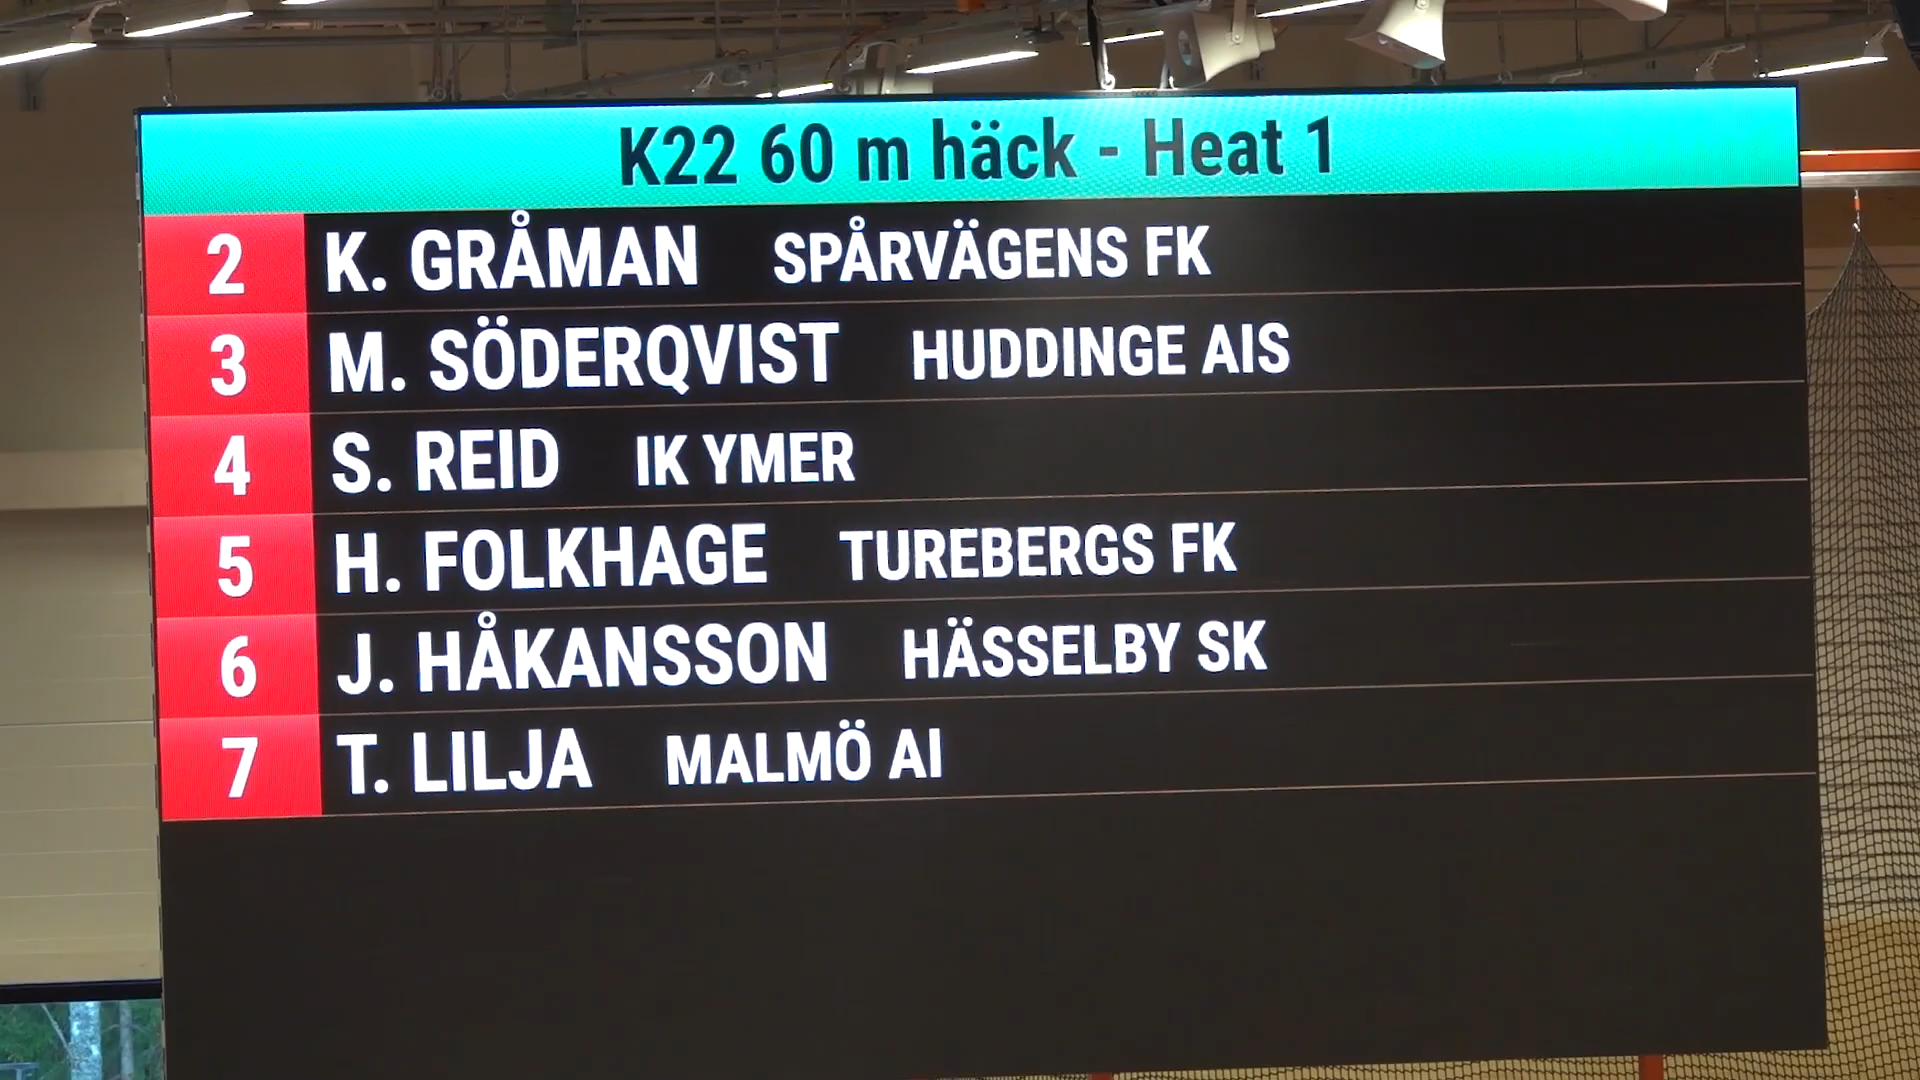 K22 60 m häck - Heat 1
2 K. GRÅMAN SPÅRVÄGENS FK
3 M. SÖDERQVIST HUDDINGE AIS
4 S. REID IK YMER
5 H. FOLKHAGE TUREBERGS FK
6 J. HÅKANSSON HÄSSELBY SK
7 T. LILJA MALMÖ AI